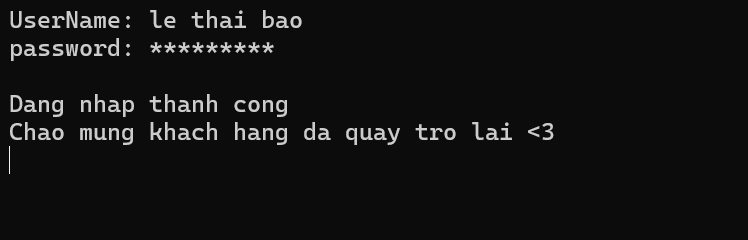 UserName: le thai bao
password: *********
Dang nhap thanh cong
Chao mung khach hang da quay tro lai <3